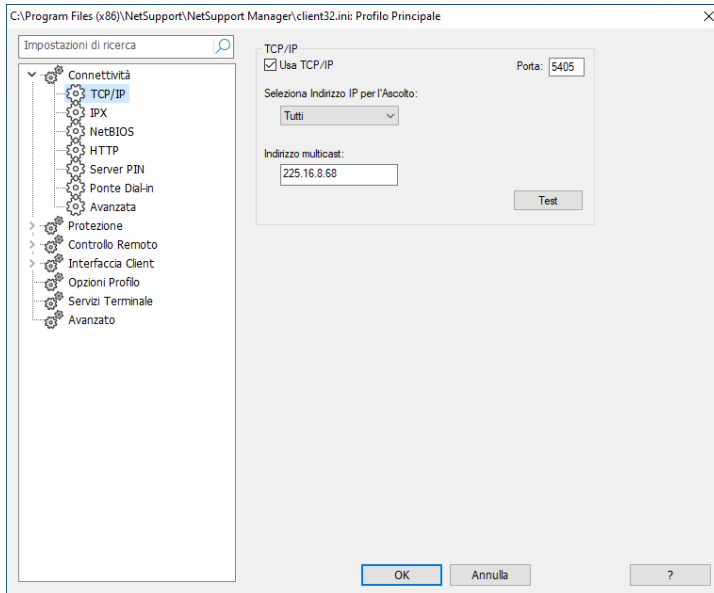 C:\Program Files (x86)\NetSupport\NetSupport Manager\client32.ini: Profilo Principale
Impostazioni di ricerca
Connettività
TCP/IP
IPX
NetBIOS
HTTP
Server PIN
Ponte Dial-in
Avanzata
Protezione
Controllo Remoto
Interfaccia Client
Opzioni Profilo
Servizi Terminale
Avanzato
TCP/IP
Usa TCP/IP
Porta: 5405
Seleziona Indirizzo IP per l'Ascolto:
Tutti
Indirizzo multicast:
225.16.8.68
Test
OK
Annulla
?